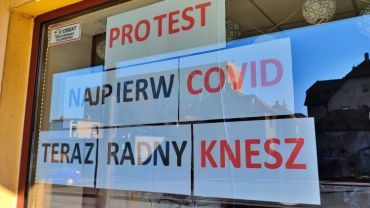 PROTEST
NAJPIERW COVID
TERAZ RADNY KNESZ